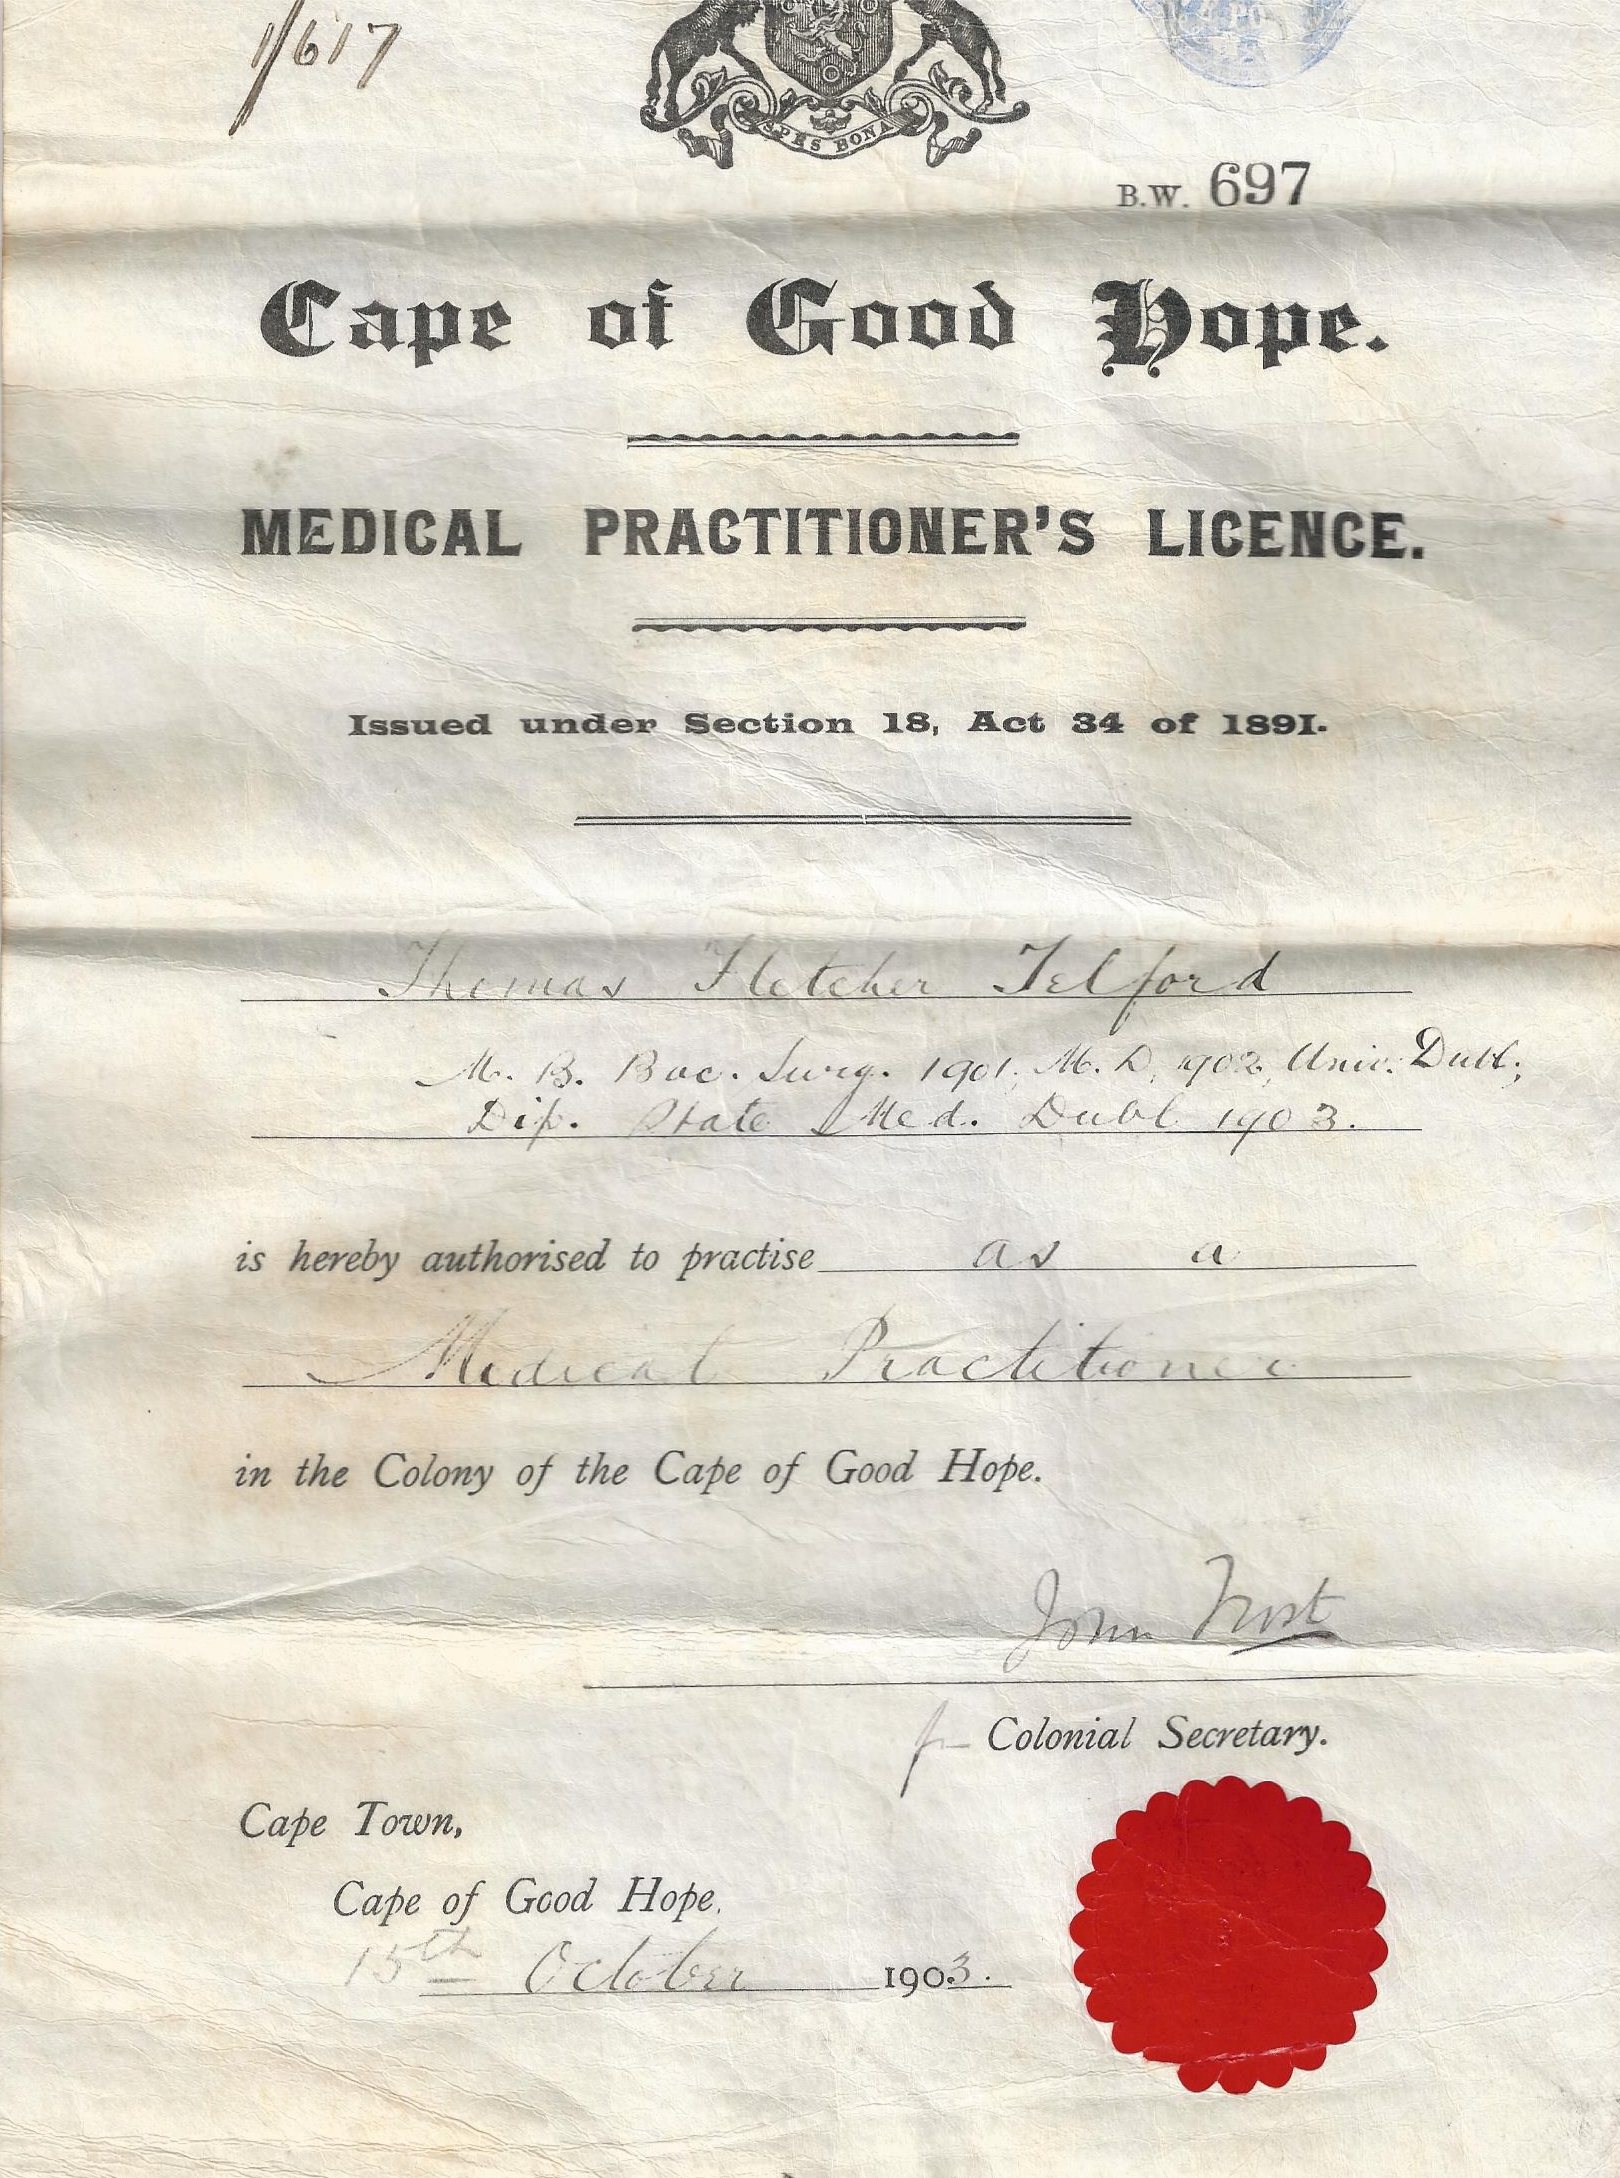 1/617
SPES BONA
B.W. 697
Cape of Good Hope.
MEDICAL PRACTITIONER'S LICENCE.
Issued under Section 18, Act 34 of 1891.
Thomas Fletcher Telford
M. B. Bac. Surg. 1901, M. D. 1902, Univ. Dubl;
Dip. State Med. Dubl 1903.
is hereby authorised to practise as a
Medical Practitioner
in the Colony of the Cape of Good Hope.
John Frost
for Colonial Secretary.
Cape Town,
Cape of Good Hope.
15th October 1903.